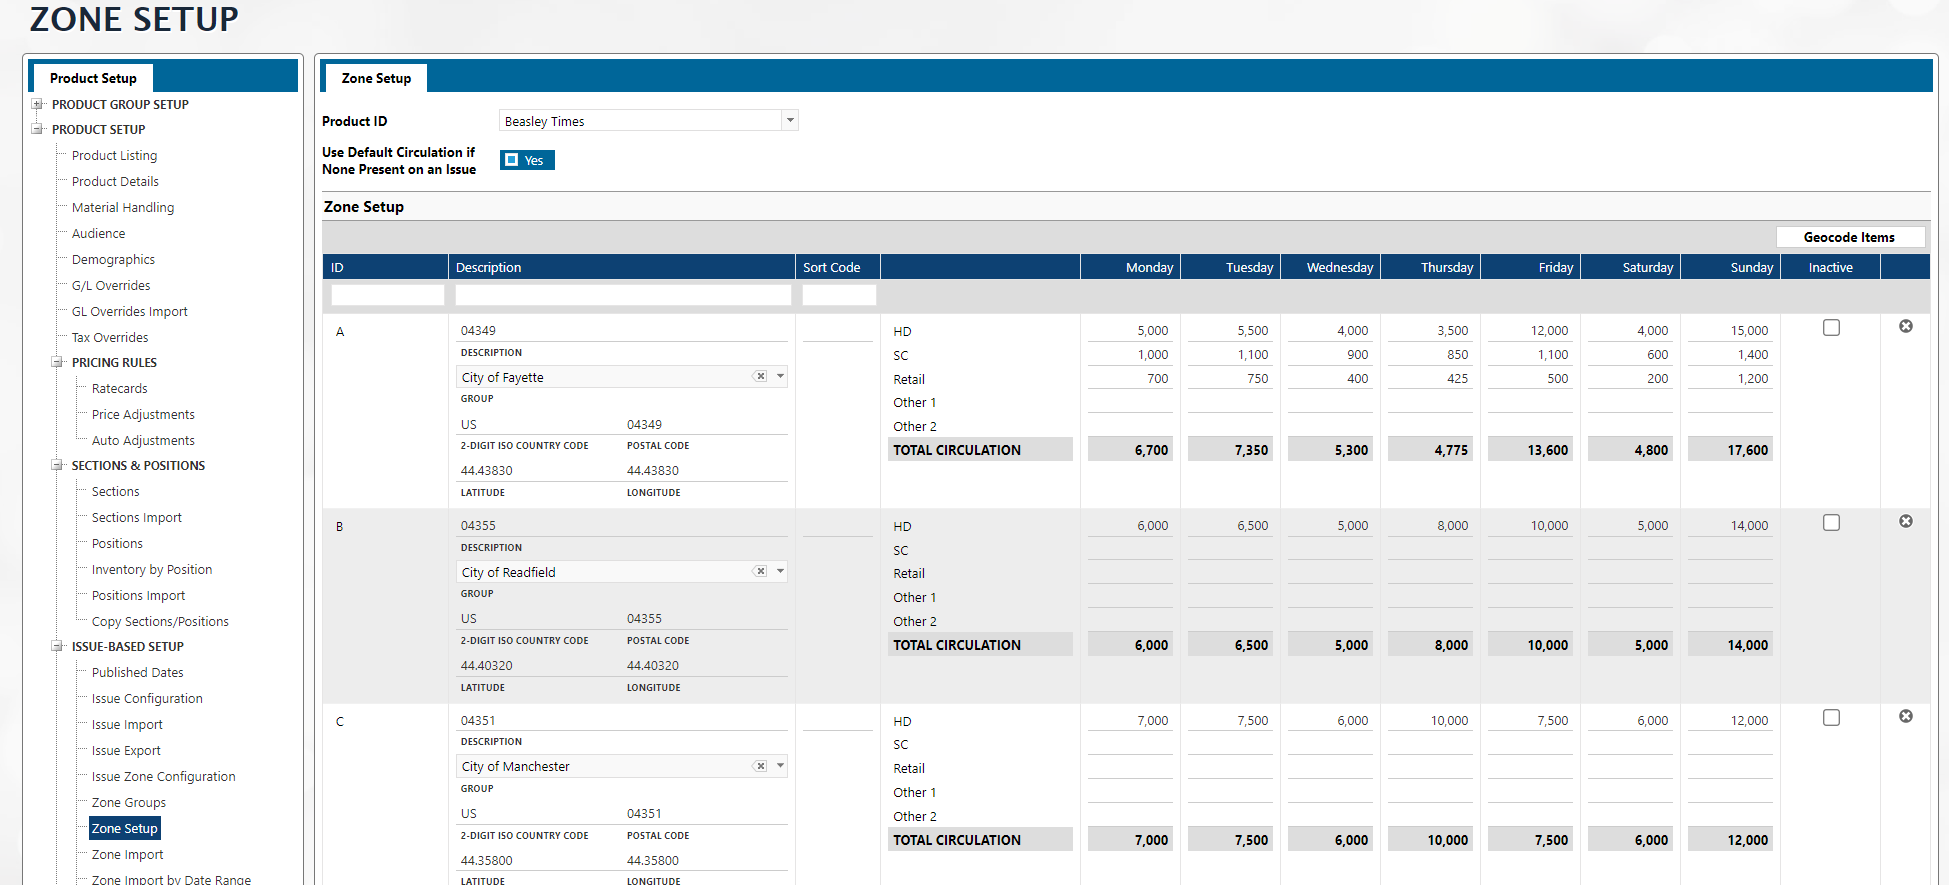 ZONE SETUP
Product Setup
PRODUCT GROUP SETUP
PRODUCT SETUP
Product Listing
Product Details
Material Handling
Audience
Demographics
G/L Overrides
GL Overrides Import
Tax Overrides
PRICING RULES
Ratecards
Price Adjustments
Auto Adjustments
SECTIONS & POSITIONS
Sections
Sections Import
Positions
Inventory by Position
Positions Import
Copy Sections/Positions
ISSUE-BASED SETUP
Published Dates
Issue Configuration
Issue Import
Issue Export
Issue Zone Configuration
Zone Groups
Zone Setup
Zone Import
Zone Import by Date Range
Zone Setup
Product ID Beasley Times
Use Default Circulation if
None Present on an Issue
Yes
Zone Setup
Geocode Items
ID Description Sort Code Monday Tuesday Wednesday Thursday Friday Saturday Sunday Inactive
A
04349
DESCRIPTION
City of Fayette
GROUP
US 04349
2-DIGIT ISO COUNTRY CODE POSTAL CODE
44.43830 44.43830
LATITUDE LONGITUDE
HD 5,000 5,500 4,000 3,500 12,000 4,000 15,000
SC 1,000 1,100 900 850 1,100 600 1,400
Retail 700 750 400 425 500 200 1,200
Other 1
Other 2
TOTAL CIRCULATION 6,700 7,350 5,300 4,775 13,600 4,800 17,600
B
04355
DESCRIPTION
City of Readfield
GROUP
US 04355
2-DIGIT ISO COUNTRY CODE POSTAL CODE
44.40320 44.40320
LATITUDE LONGITUDE
HD 6,000 6,500 5,000 8,000 10,000 5,000 14,000
SC
Retail
Other 1
Other 2
TOTAL CIRCULATION 6,000 6,500 5,000 8,000 10,000 5,000 14,000
C
04351
DESCRIPTION
City of Manchester
GROUP
US 04351
2-DIGIT ISO COUNTRY CODE POSTAL CODE
44.35800 44.35800
LATITUDE LONGITUDE
HD 7,000 7,500 6,000 10,000 7,500 6,000 12,000
SC
Retail
Other 1
Other 2
TOTAL CIRCULATION 7,000 7,500 6,000 10,000 7,500 6,000 12,000